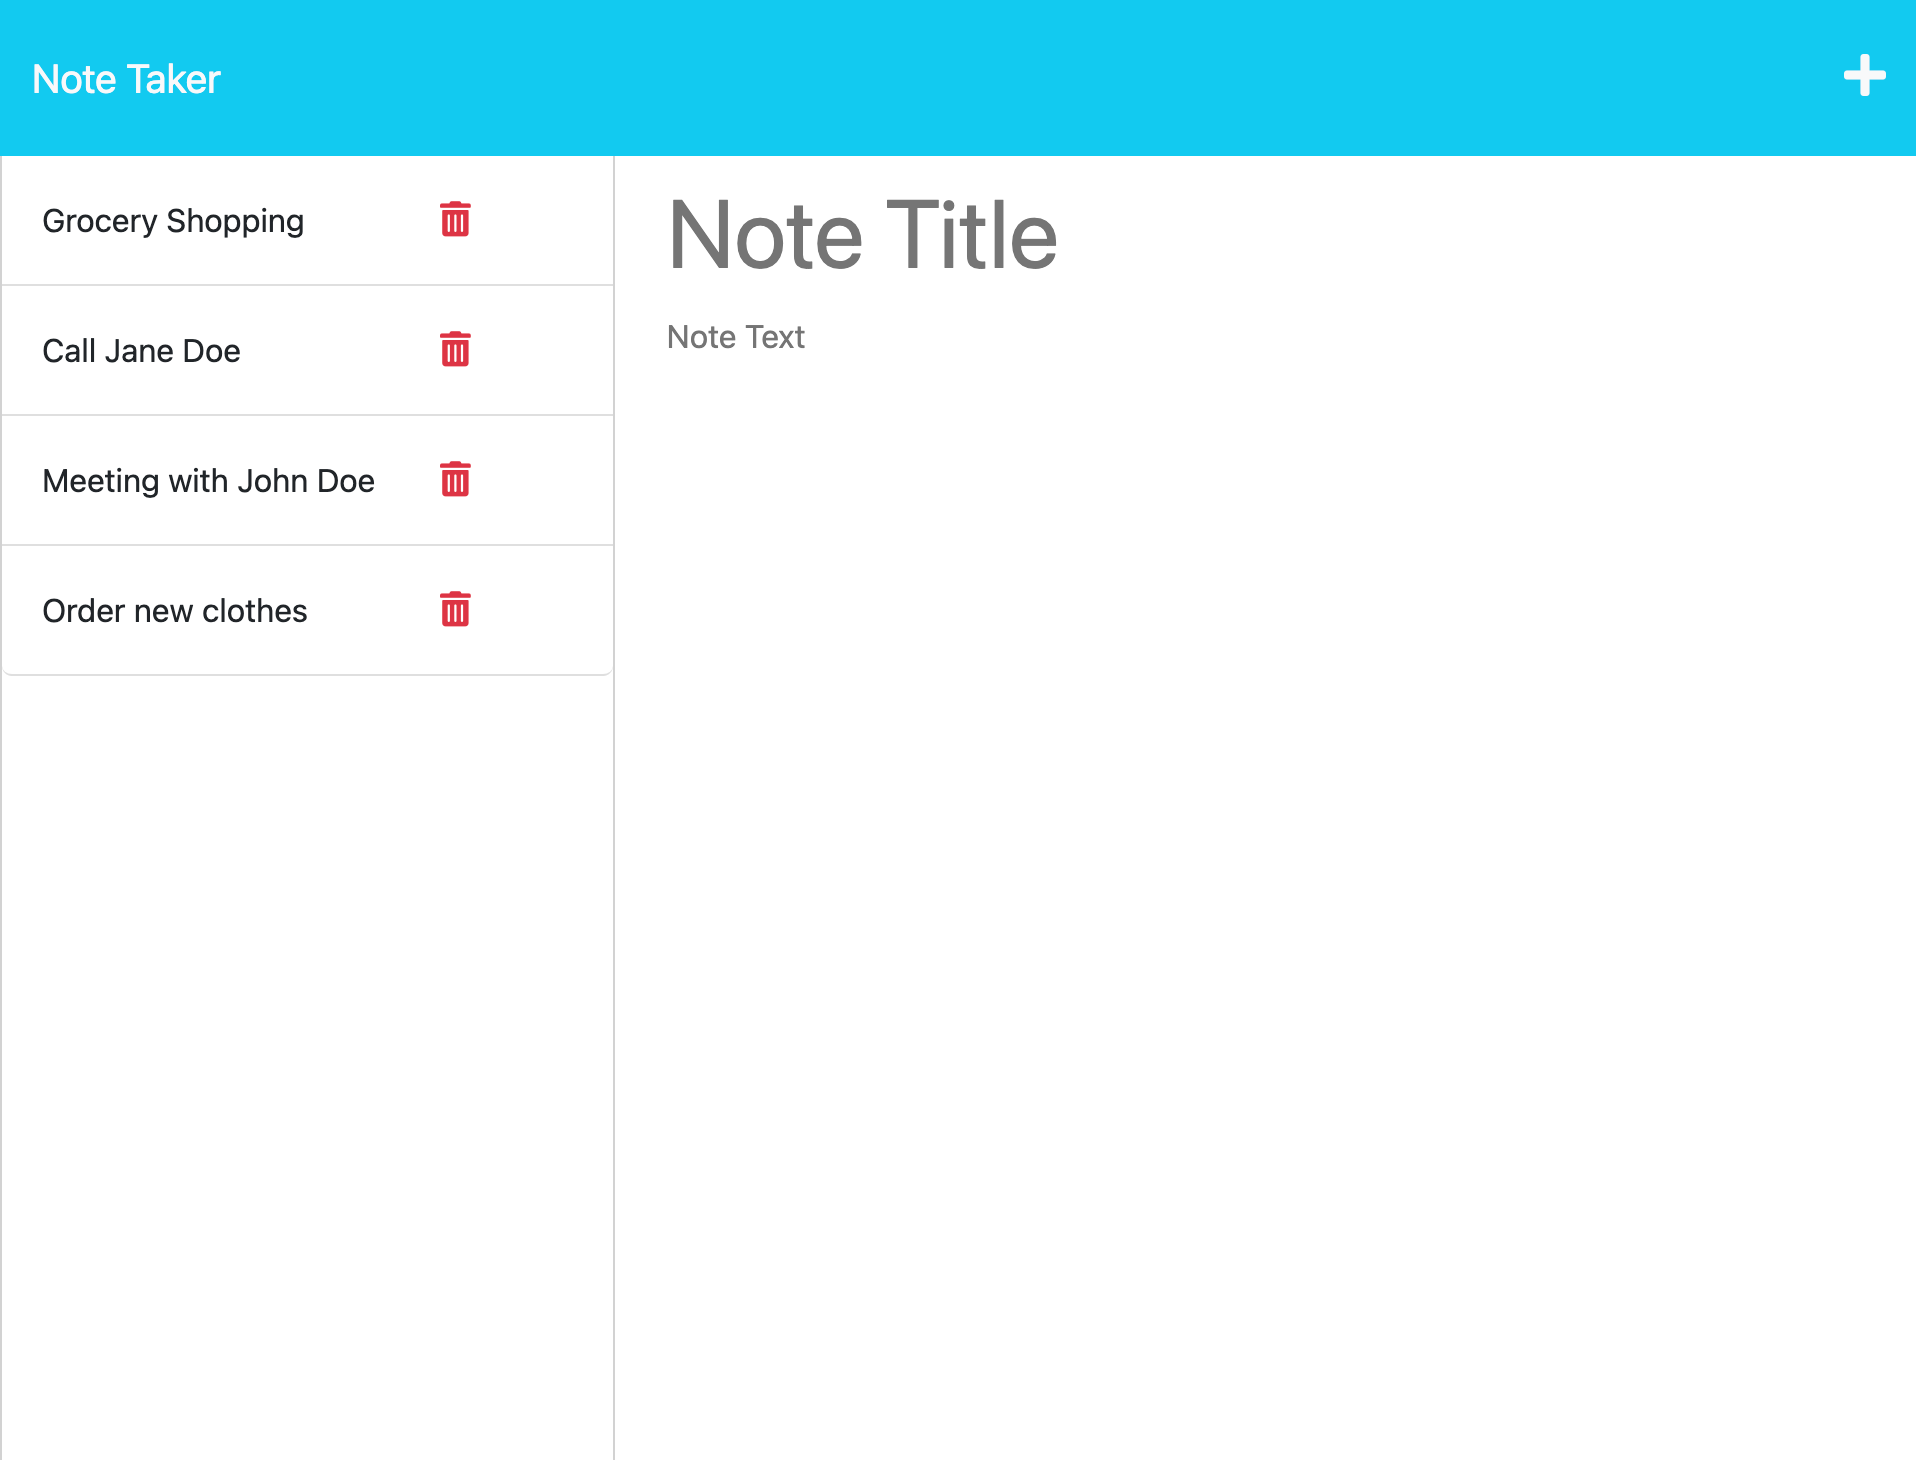 Note Taker
Grocery Shopping
Call Jane Doe
Meeting with John Doe
Order new clothes
Note Title
Note Text